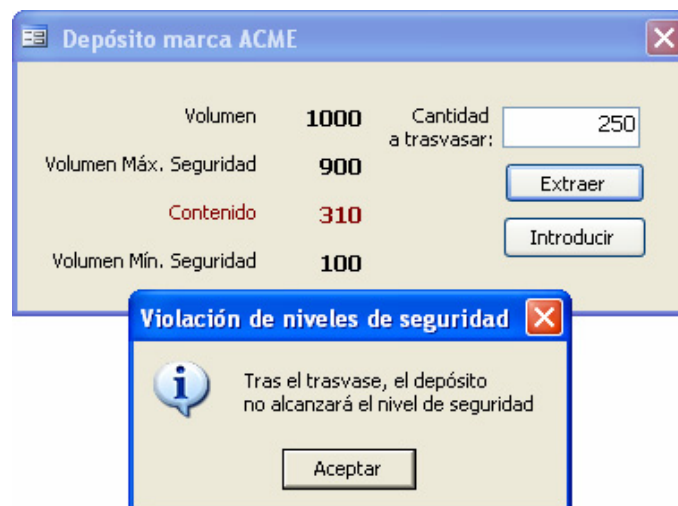 Depósito marca ACME
Volumen 1000
Cantidad
a trasvasar: 250
Volumen Máx. Seguridad 900
Extraer
Contenido 310
Introducir
Volumen Mín. Seguridad 100
Violación de niveles de seguridad
Tras el trasvase, el depósito
no alcanzará el nivel de seguridad
Aceptar